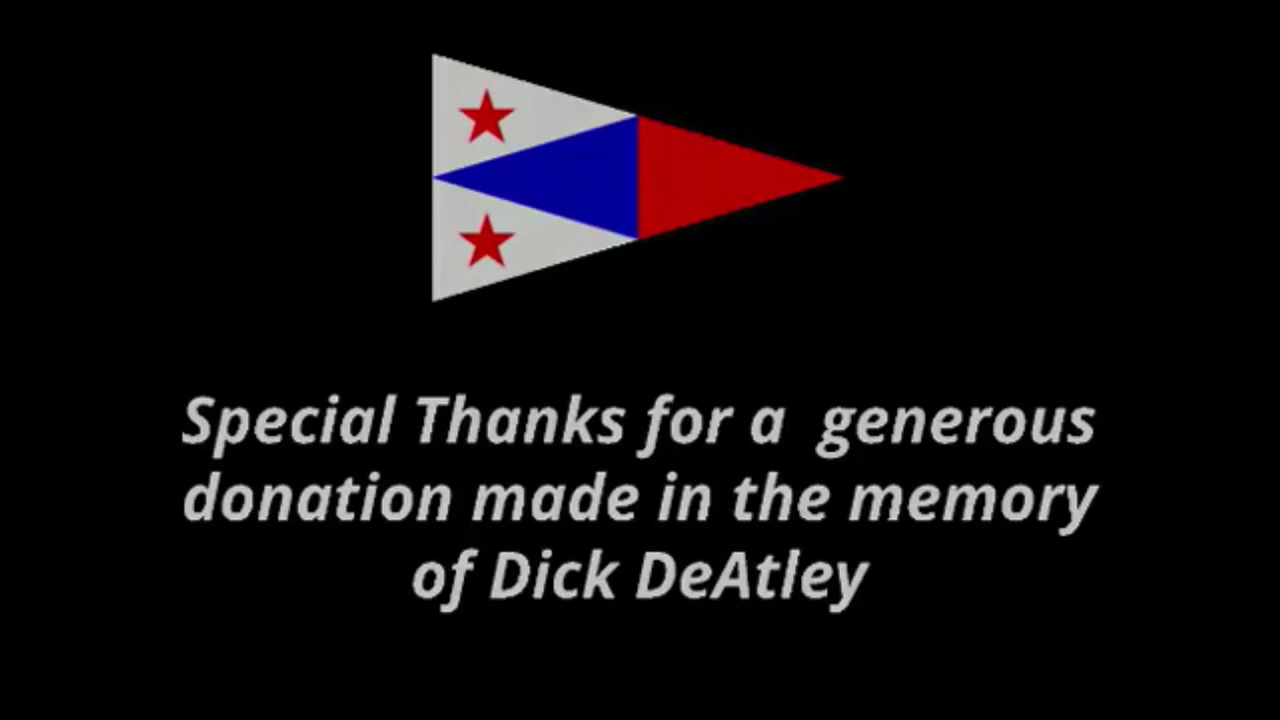 Special Thanks for a  generous
donation made in the memory
of Dick DeAtley